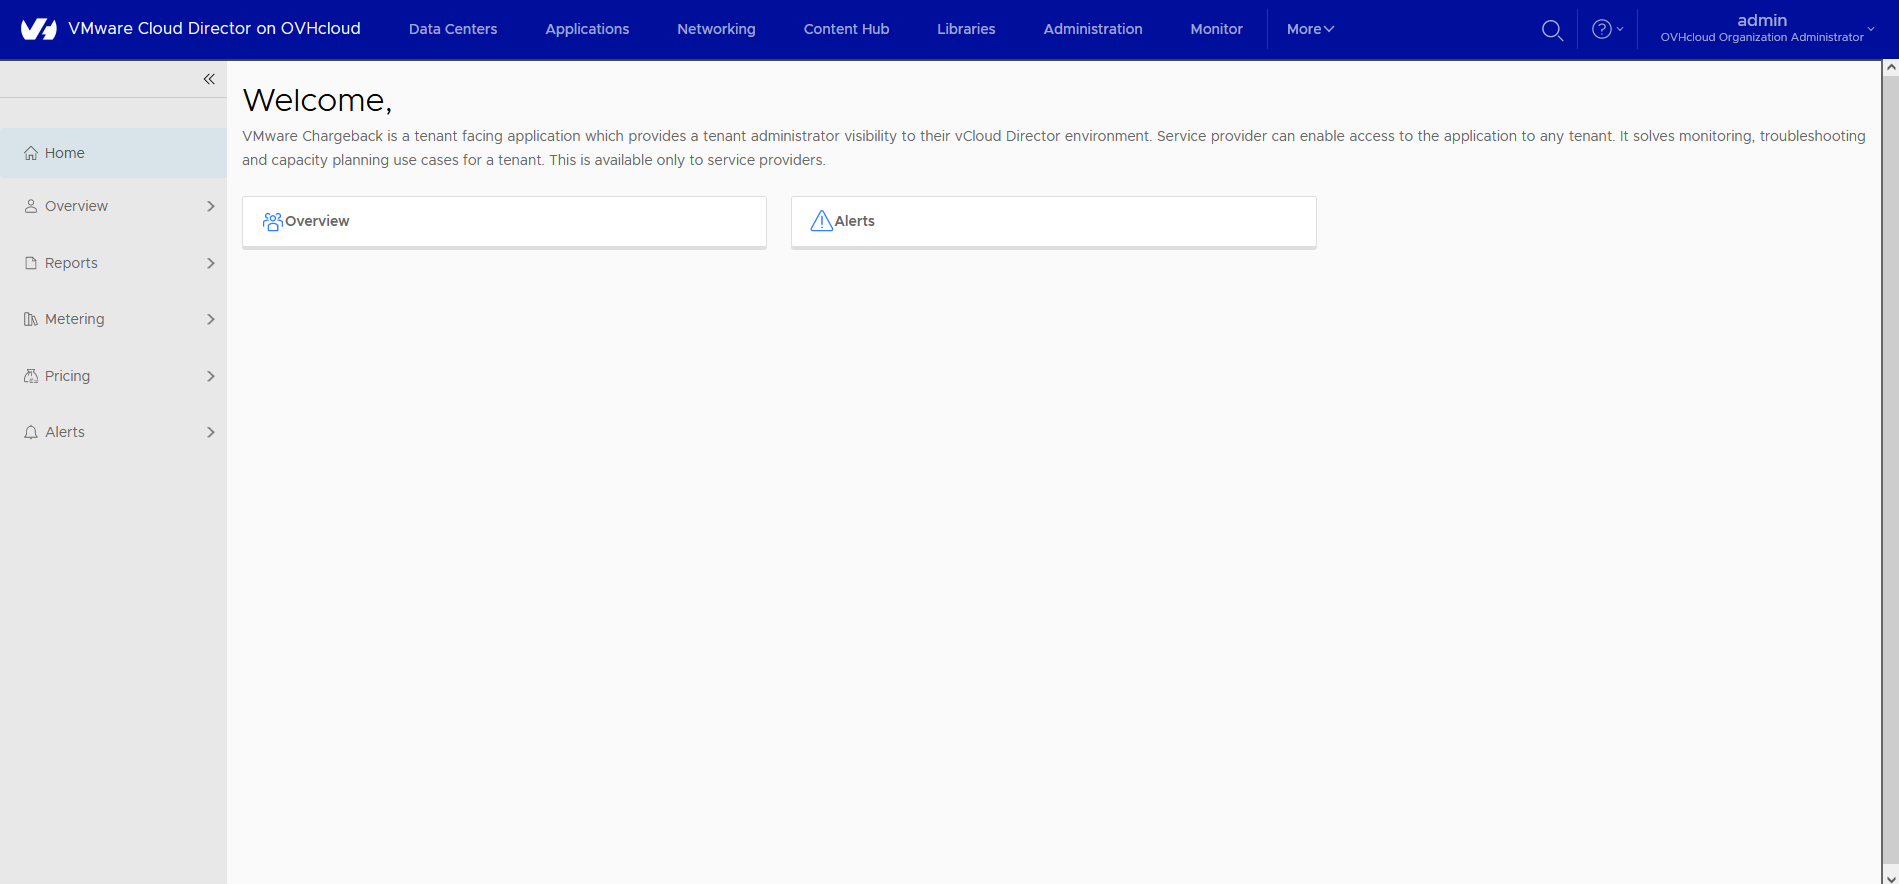 VMware Cloud Director on OVHcloud
Data Centers
Applications
Networking
Content Hub
Libraries
Administration
Monitor
More
admin
OVHcloud Organization Administrator
Home
Overview
Reports
Metering
Pricing
Alerts
Welcome,
VMware Chargeback is a tenant facing application which provides a tenant administrator visibility to their vCloud Director environment. Service provider can enable access to the application to any tenant. It solves monitoring, troubleshooting
and capacity planning use cases for a tenant. This is available only to service providers.
Overview
Alerts